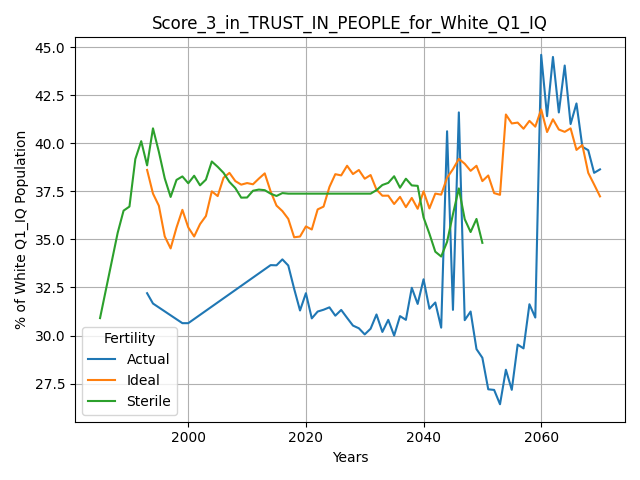 Score_3_in_TRUST_IN_PEOPLE_for_White_Q1_IQ
% of White Q1_IQ Population
45.0
42.5
40.0
37.5
35.0
32.5
30.0
27.5
Fertility
Actual
Ideal
Sterile
2000
2020
2040
2060
Years